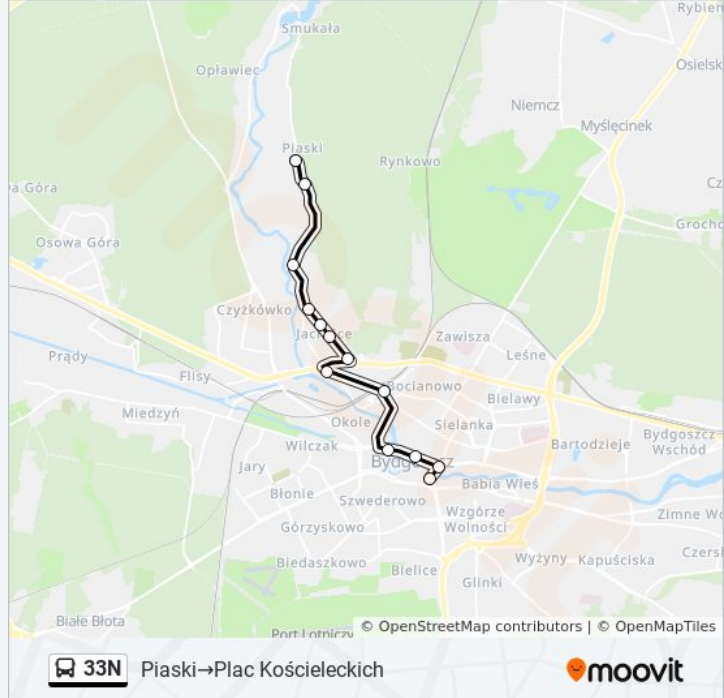 Smukała
Rybien
Opławiec
Osielsk
Niemcz
Myślęcinek
Piaski
Rynkowo
wa Góra
Cz
Osowa Góra
Grocho
Czyżkówko
Jachcice
Zawisza
Prądy
Leśne
Flisy
Bocianowo
Bielawy
Miedzyń
Okole
Sielanka
Wilczak
Bartodzieje
Bydgoszcz
Wschód
Jary
Babia Wieś
Błonie
Szwederowo
Zimne Wo
Górzyskowo
Wzgórze
Wolności
Czers
Biedaszkowo
Bielice
Wyżyny
Kapuściska
Glinki
Białe Błota
Port Lotniczy
© OpenStreetMap contributors | © OpenMapTiles
33N Piaski→Plac Kościeleckich
moovit